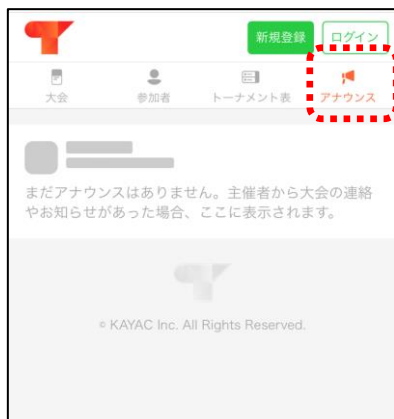 新規登録
ログイン
大会
参加者
トーナメント表
アナウンス
まだアナウンスはありません。主催者から大会の連絡
やお知らせがあった場合、ここに表示されます。
© KAYAC Inc. All Rights Reserved.